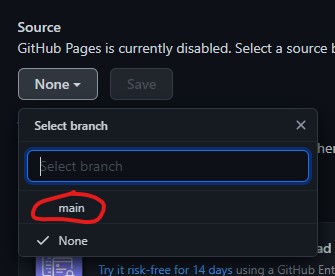 Source
GitHub Pages is currently disabled. Select a source
None
Save
Select branch
Select branch
main
None
Try it risk-free for 14 days using a GitHub